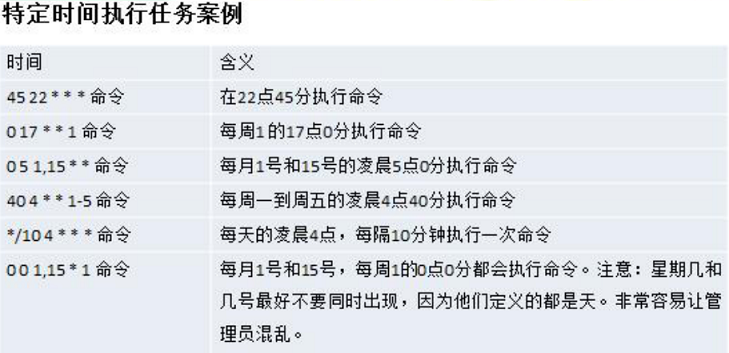 特定时间执行任务案例
时间 含义
45 22 * * * 命令 在22点45分执行命令
0 17 * * 1 命令 每周1的17点0分执行命令
0 5 1,15 * * 命令 每月1号和15号的凌晨5点0分执行命令
40 4 * * 1-5 命令 每周一到周五的凌晨4点40分执行命令
*/10 4 * * * 命令 每天的凌晨4点，每隔10分钟执行一次命令
0 0 1,15 * 1 命令 每月1号和15号，每周1的0点0分都会执行命令。注意：星期几和
几号最好不要同时出现，因为他们定义的都是天。非常容易让管
理员混乱。